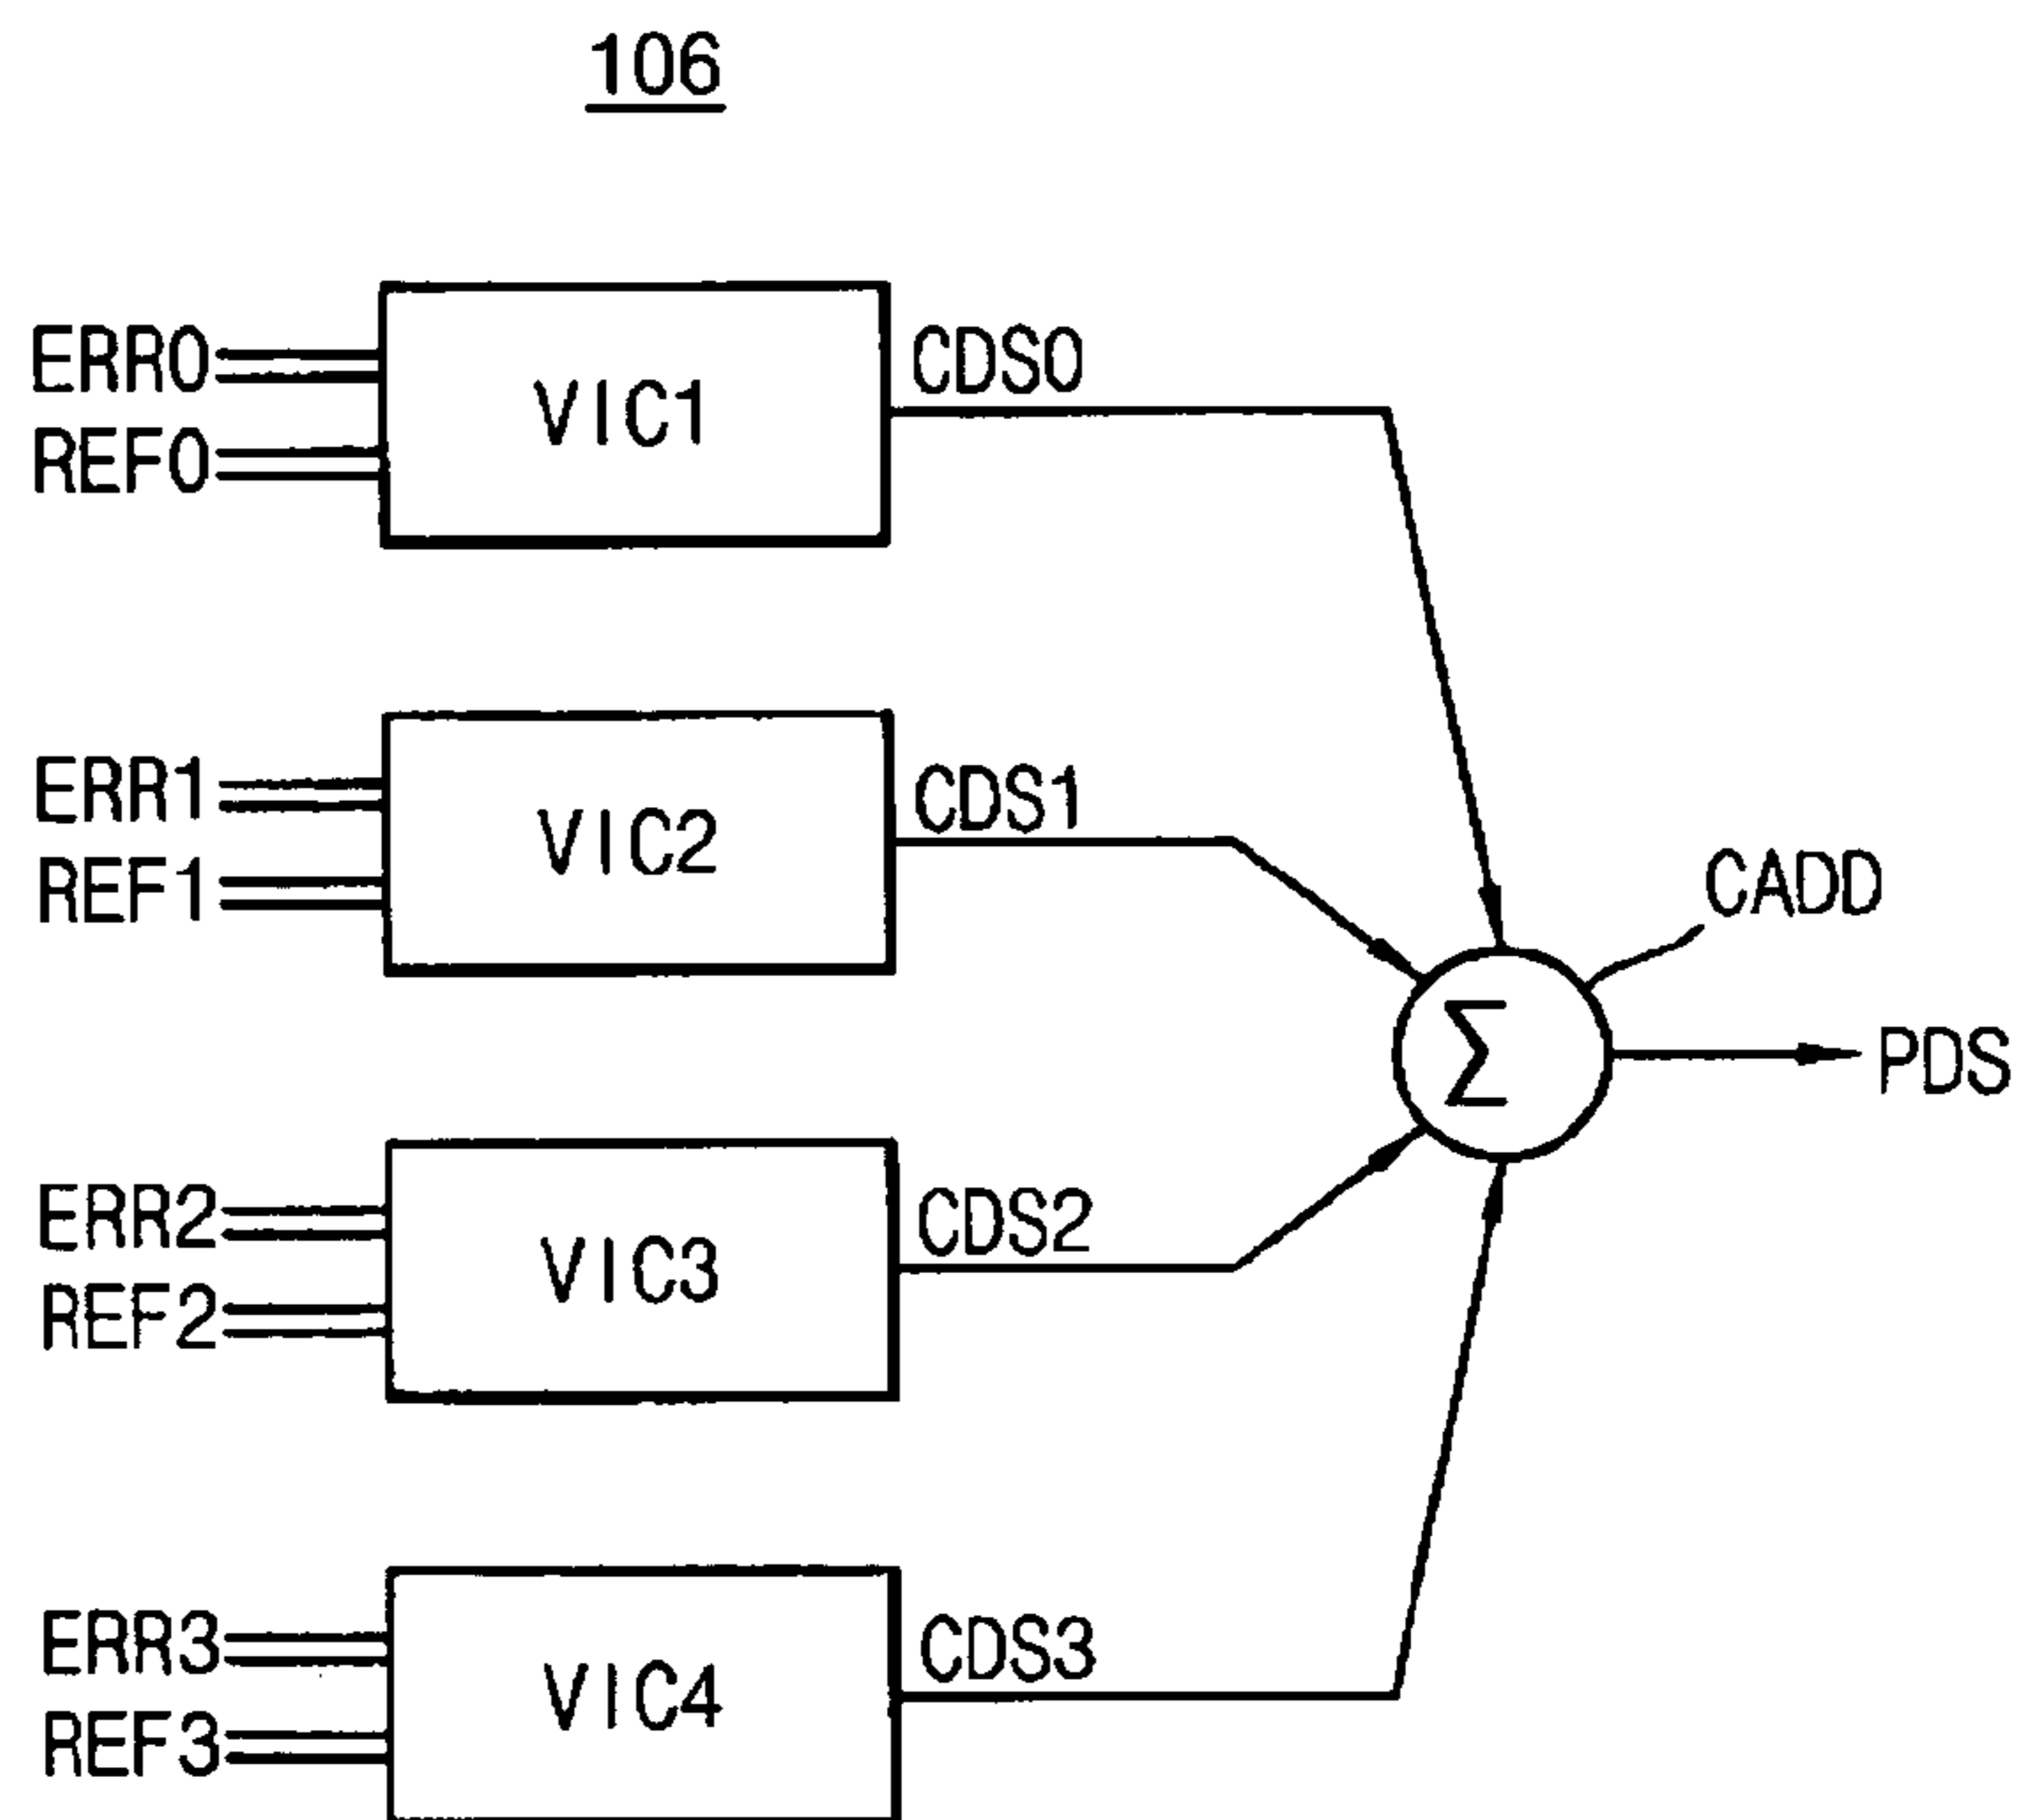 106
ERR0
REF0
VIC1
CDS0
ERR1
REF1
VIC2
CDS1
CADD
Σ
PDS
ERR2
REF2
VIC3
CDS2
ERR3
REF3
VIC4
CDS3